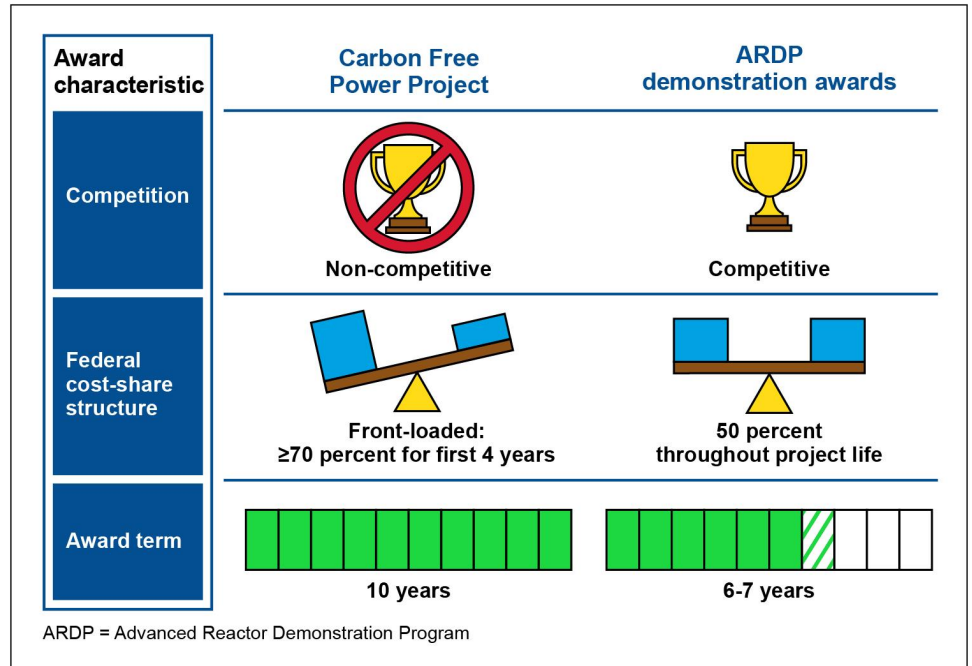 Award
characteristic
Carbon Free
Power Project
ARDP
demonstration awards
Competition
Non-competitive
Competitive
Federal
cost-share
structure
Front-loaded:
≥70 percent for first 4 years
50 percent
throughout project life
Award term
10 years
6-7 years
ARDP = Advanced Reactor Demonstration Program